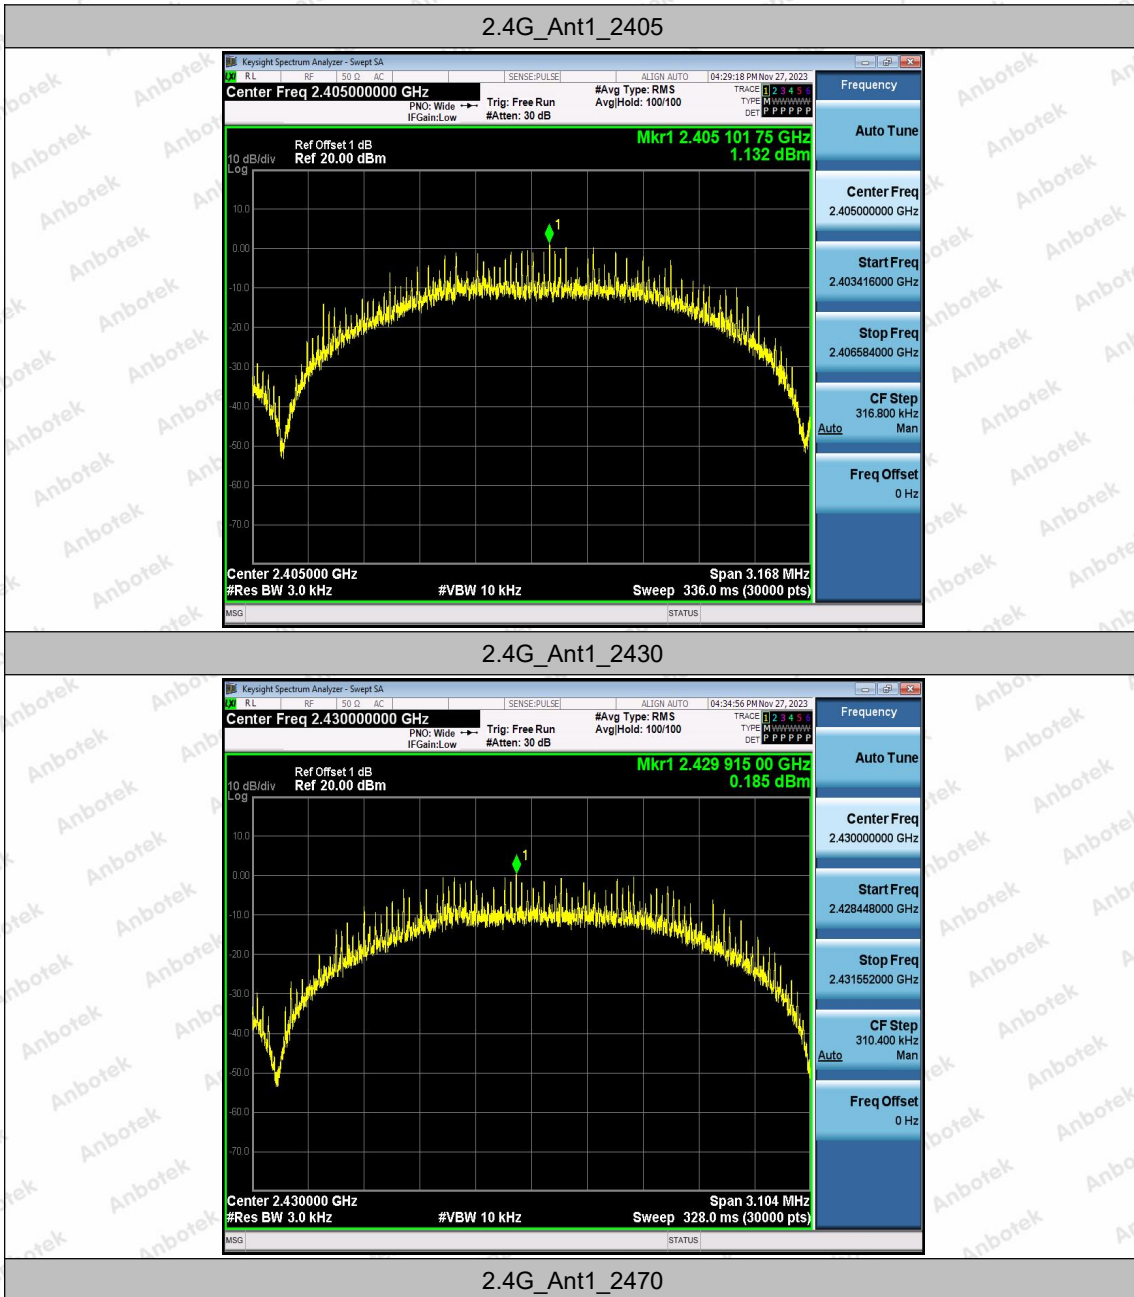 2.4G_Ant1_2405
Keysight Spectrum Analyzer - Swept SA
LXI RL RF 50 Ω AC SENSE:PULSE ALIGN AUTO 04:29:18 PM Nov 27, 2023
Center Freq 2.405000000 GHz
PNO: Wide
IFGain:Low
Trig: Free Run
#Atten: 30 dB
#Avg Type: RMS
Avg|Hold: 100/100
TRACE 1 2 3 4 5 6
TYPE M WWWWW
DET P P P P P P
Frequency
Mkr1 2.405 101 75 GHz
1.132 dBm
Ref Offset 1 dB
10 dB/div Ref 20.00 dBm
Log
1
10.0
0.00
-10.0
-20.0
-30.0
-40.0
-50.0
-60.0
-70.0
Center 2.405000 GHz Span 3.168 MHz
#Res BW 3.0 kHz #VBW 10 kHz Sweep 336.0 ms (30000 pts)
MSG STATUS
Auto Tune
Center Freq
2.405000000 GHz
Start Freq
2.403416000 GHz
Stop Freq
2.406584000 GHz
CF Step
316.800 kHz
Auto Man
Freq Offset
0 Hz
2.4G_Ant1_2430
Keysight Spectrum Analyzer - Swept SA
LXI RL RF 50 Ω AC SENSE:PULSE ALIGN AUTO 04:34:56 PM Nov 27, 2023
Center Freq 2.430000000 GHz
PNO: Wide
IFGain:Low
Trig: Free Run
#Atten: 30 dB
#Avg Type: RMS
Avg|Hold: 100/100
TRACE 1 2 3 4 5 6
TYPE M WWWWW
DET P P P P P P
Frequency
Mkr1 2.429 915 00 GHz
0.185 dBm
Ref Offset 1 dB
10 dB/div Ref 20.00 dBm
Log
1
10.0
0.00
-10.0
-20.0
-30.0
-40.0
-50.0
-60.0
-70.0
Center 2.430000 GHz Span 3.104 MHz
#Res BW 3.0 kHz #VBW 10 kHz Sweep 328.0 ms (30000 pts)
MSG STATUS
Auto Tune
Center Freq
2.430000000 GHz
Start Freq
2.428448000 GHz
Stop Freq
2.431552000 GHz
CF Step
310.400 kHz
Auto Man
Freq Offset
0 Hz
2.4G_Ant1_2470
Anbotek